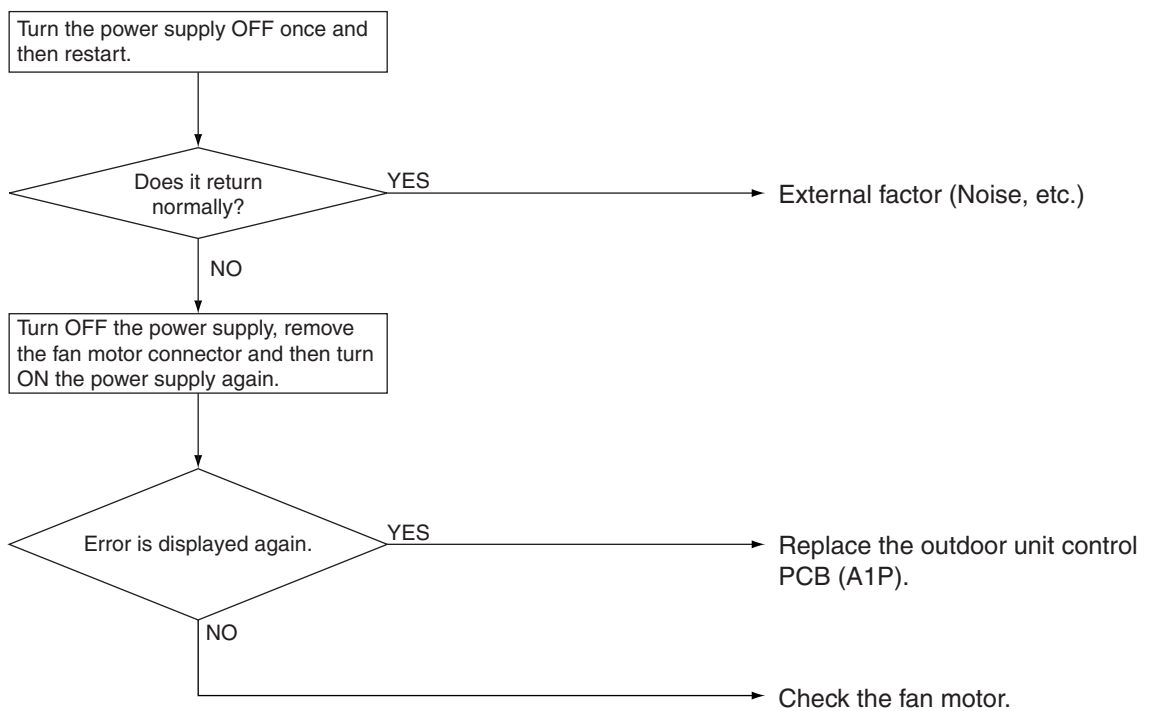 Turn the power supply OFF once and
then restart.
Does it return
normally?
YES
External factor (Noise, etc.)
NO
Turn OFF the power supply, remove
the fan motor connector and then turn
ON the power supply again.
Error is displayed again.
YES
Replace the outdoor unit control
PCB (A1P).
NO
Check the fan motor.